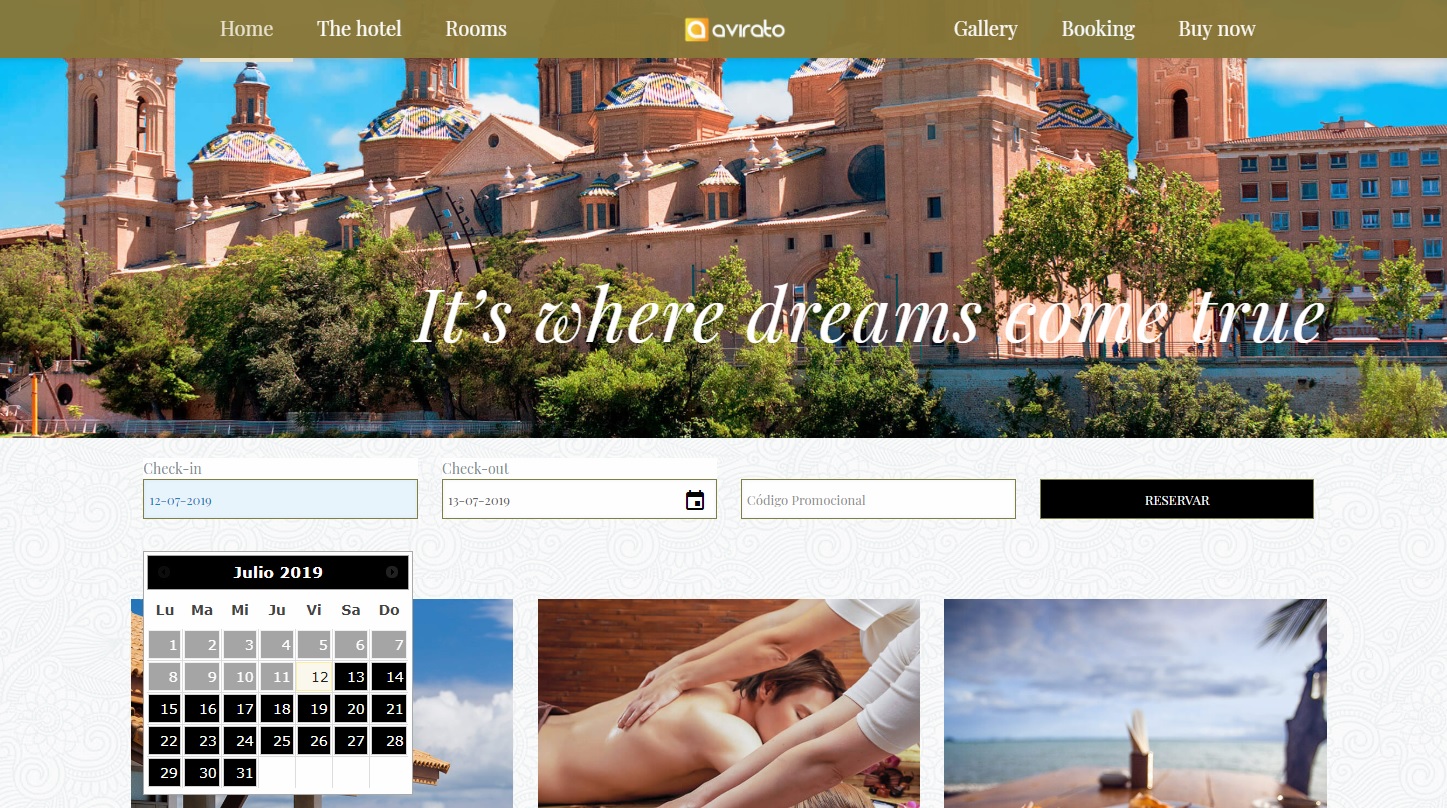 Home The hotel Rooms avirato Gallery Booking Buy now
It's where dreams come true
Check-in Check-out
12-07-2019 13-07-2019 Código Promocional RESERVAR
Julio 2019
Lu Ma Mi Ju Vi Sa Do
1 2 3 4 5 6 7
8 9 10 11 12 13 14
15 16 17 18 19 20 21
22 23 24 25 26 27 28
29 30 31